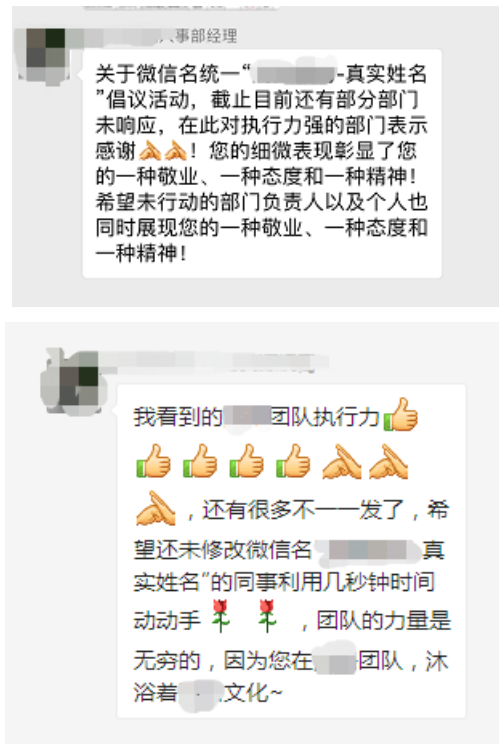 人事部经理
关于微信名统一“ -真实姓名
”倡议活动，截止目前还有部分部门
未响应，在此对执行力强的部门表示
感谢！您的细微表现彰显了您
的一种敬业、一种态度和一种精神！
希望未行动的部门负责人以及个人也
同时展现您的一种敬业、一种态度和
一种精神！
我看到的 团队执行力
，还有很多不一一发了，希
望还未修改微信名 真
实姓名”的同事利用几秒钟时间
动动手 ，团队的力量是
无穷的，因为您在 团队，沐
浴着 文化~